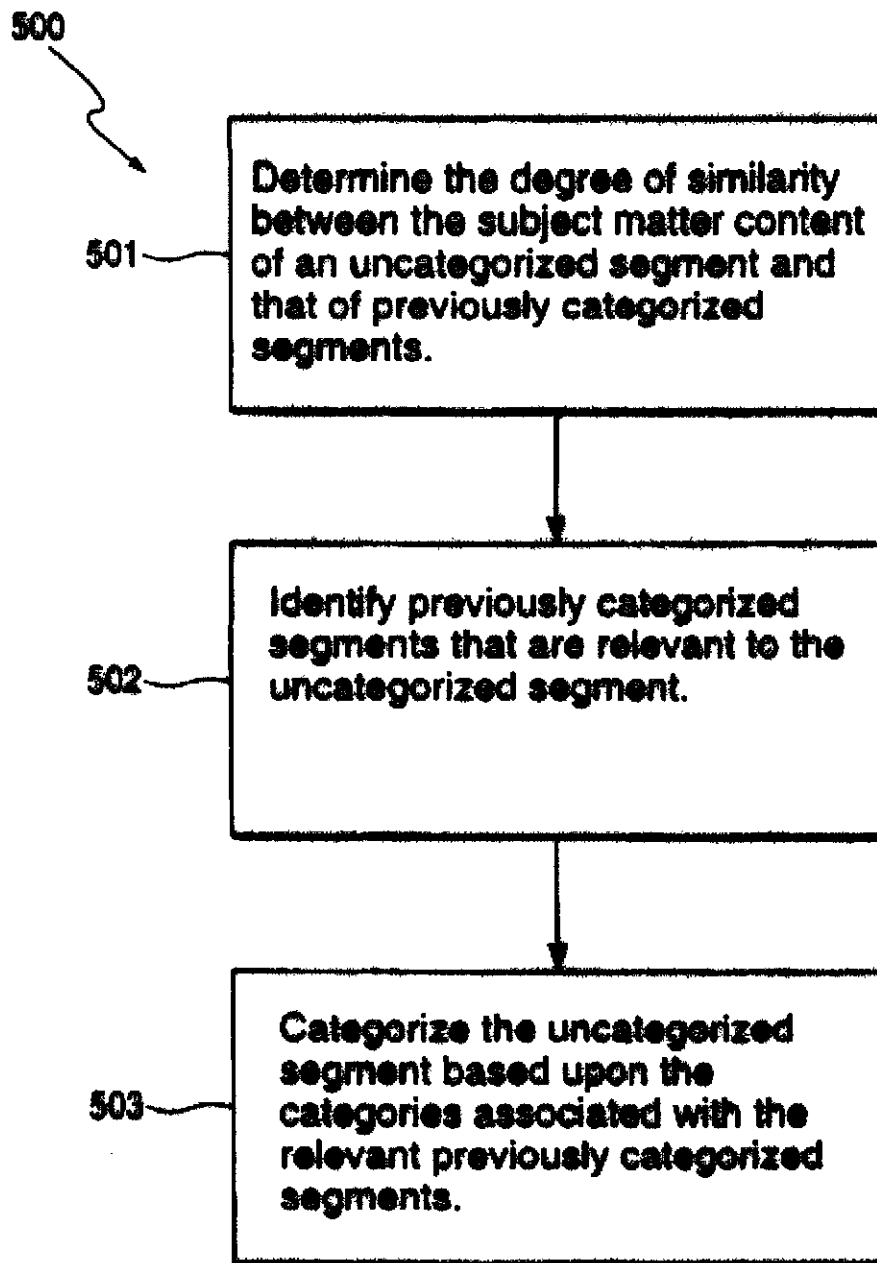 500
501
Determine the degree of similarity
between the subject matter content
of an uncategorized segment and
that of previously categorized
segments.
502
Identify previously categorized
segments that are relevant to the
uncategorized segment.
503
Categorize the uncategorized
segment based upon the
categories associated with the
relevant previously categorized
segments.